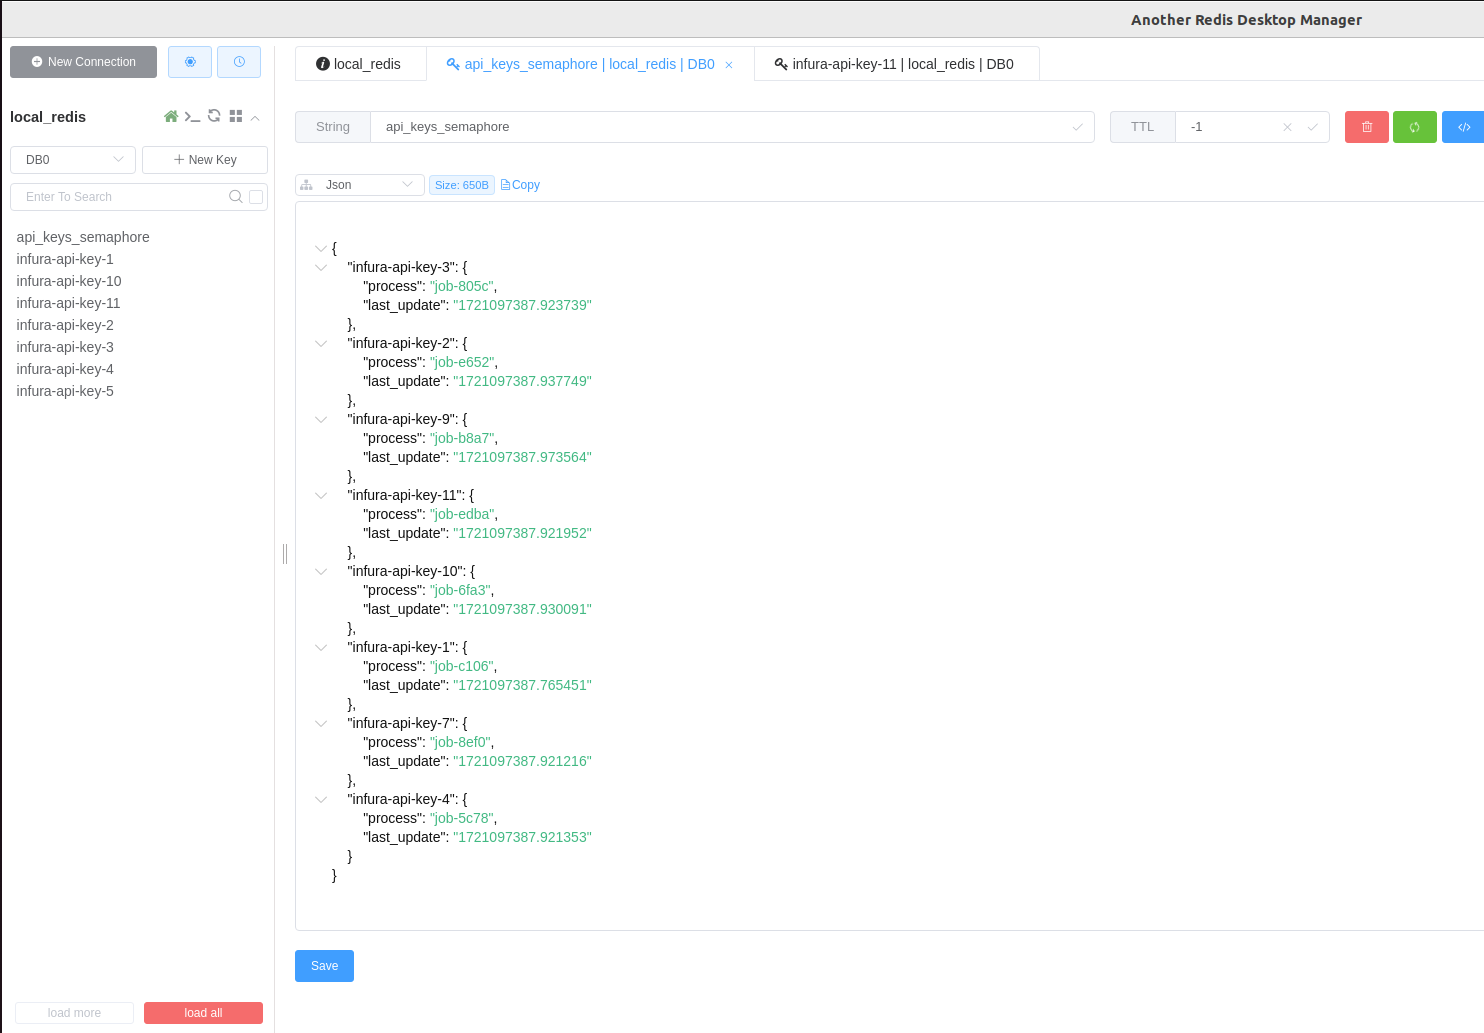 Another Redis Desktop Manager
New Connection
local_redis
DB0
New Key
Enter To Search
api_keys_semaphore
infura-api-key-1
infura-api-key-10
infura-api-key-11
infura-api-key-2
infura-api-key-3
infura-api-key-4
infura-api-key-5
load more
load all
local_redis
api_keys_semaphore | local_redis | DB0
infura-api-key-11 | local_redis | DB0
String
api_keys_semaphore
TTL
-1
Json
Size: 650B
Copy
{
"infura-api-key-3": {
"process": "job-805c",
"last_update": "1721097387.923739"
},
"infura-api-key-2": {
"process": "job-e652",
"last_update": "1721097387.937749"
},
"infura-api-key-9": {
"process": "job-b8a7",
"last_update": "1721097387.973564"
},
"infura-api-key-11": {
"process": "job-edba",
"last_update": "1721097387.921952"
},
"infura-api-key-10": {
"process": "job-6fa3",
"last_update": "1721097387.930091"
},
"infura-api-key-1": {
"process": "job-c106",
"last_update": "1721097387.765451"
},
"infura-api-key-7": {
"process": "job-8ef0",
"last_update": "1721097387.921216"
},
"infura-api-key-4": {
"process": "job-5c78",
"last_update": "1721097387.921353"
}
}
Save